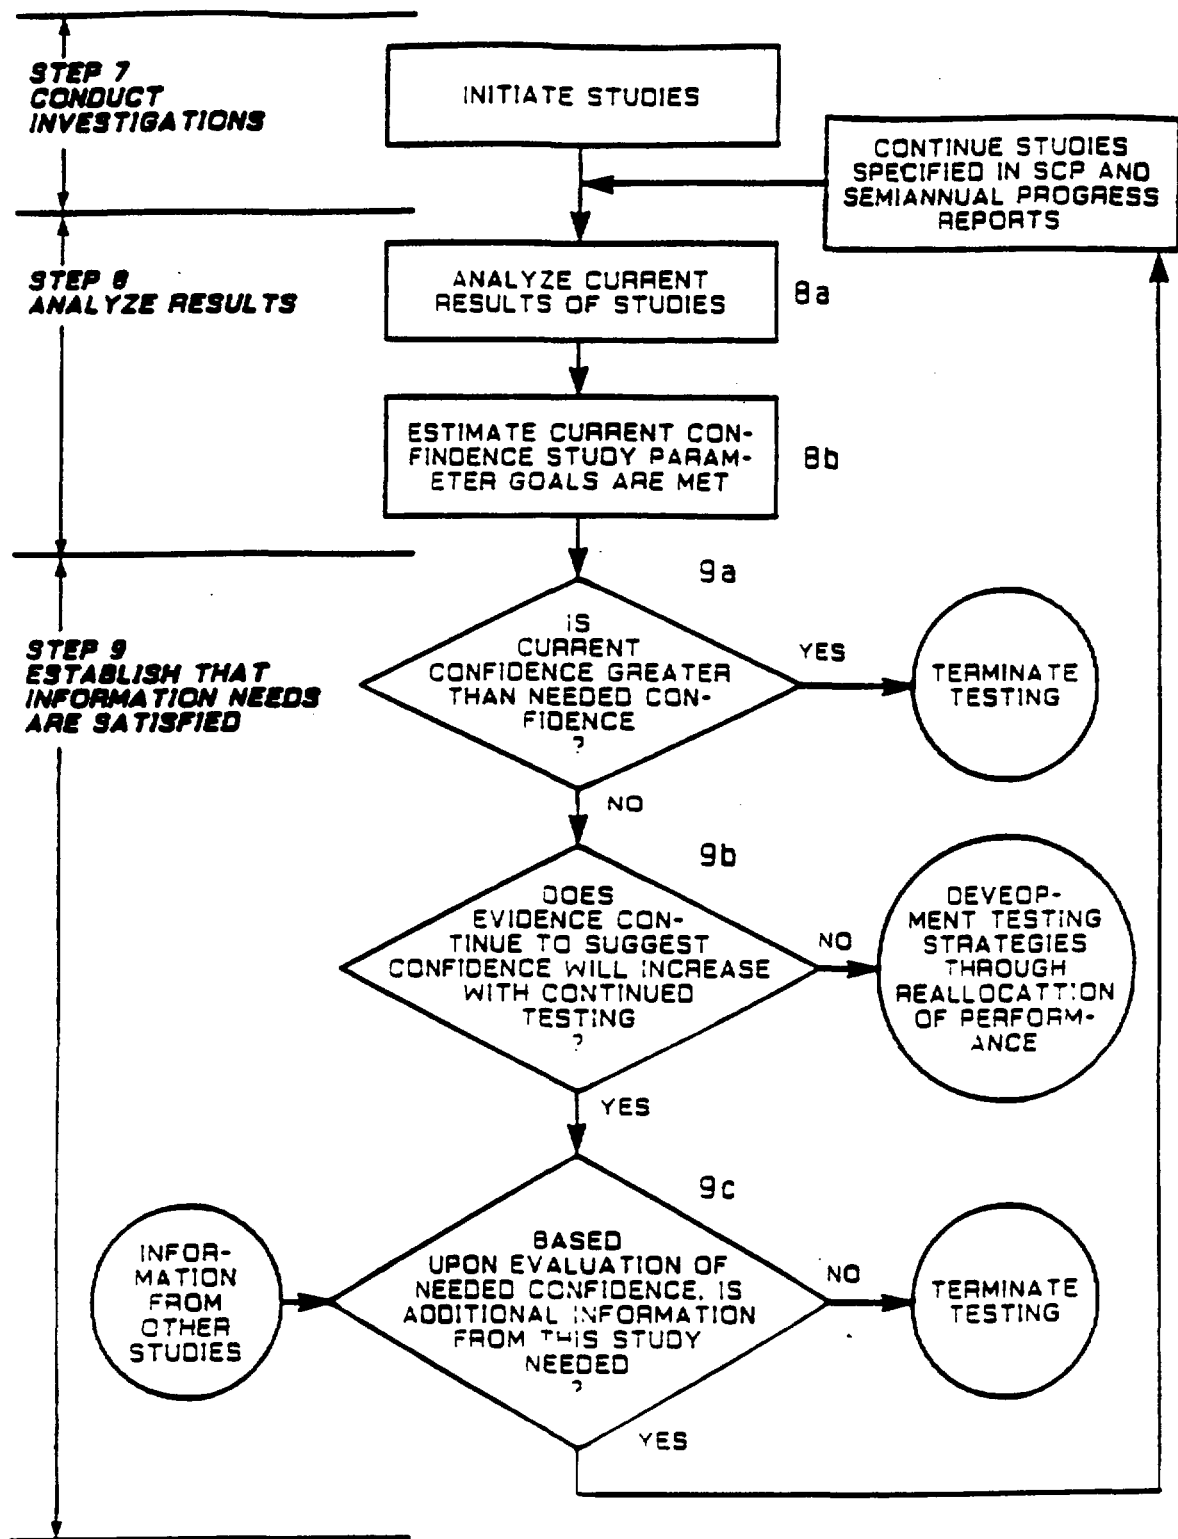 STEP 7
CONDUCT
INVESTIGATIONS
INITIATE STUDIES
CONTINUE STUDIES
SPECIFIED IN SCP AND
SEMIANNUAL PROGRESS
REPORTS
STEP 8
ANALYZE RESULTS
ANALYZE CURRENT
RESULTS OF STUDIES
8a
ESTIMATE CURRENT CON-
FINDENCE STUDY PARAM-
ETER GOALS ARE MET
8b
STEP 9
ESTABLISH THAT
INFORMATION NEEDS
ARE SATISFIED
9a
IS
CURRENT
CONFIDENCE GREATER
THAN NEEDED CON-
FIDENCE
?
YES
TERMINATE
TESTING
NO
9b
DOES
EVIDENCE CON-
TINUE TO SUGGEST
CONFIDENCE WILL INCREASE
WITH CONTINUED
TESTING
?
NO
DEVEOP-
MENT TESTING
STRATEGIES
THROUGH
REALLOCATTION
OF PERFORM-
ANCE
YES
9c
INFOR-
MATION
FROM
OTHER
STUDIES
BASED
UPON EVALUATION OF
NEEDED CONFIDENCE, IS
ADDITIONAL INFORMATION
FROM THIS STUDY
NEEDED
?
NO
TERMINATE
TESTING
YES